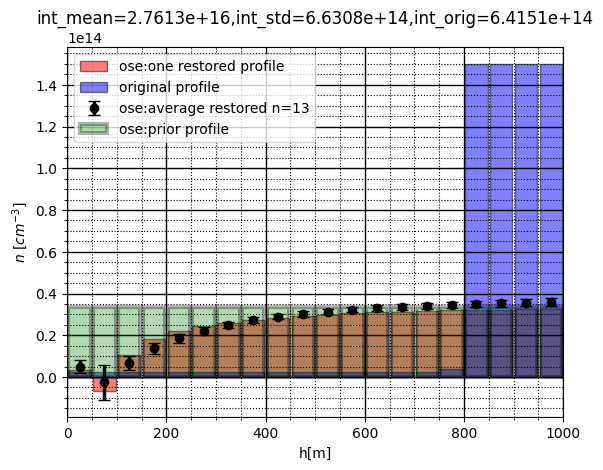 int_mean=2.7613e+16,int_std=6.6308e+14,int_orig=6.4151e+14
1e14
ose:one restored profile
original profile
ose:average restored n=13
ose:prior profile
1.4
1.2
1.0
0.8
0.6
0.4
0.2
0.0
n [cm⁻³]
0 200 400 600 800 1000
h[m]